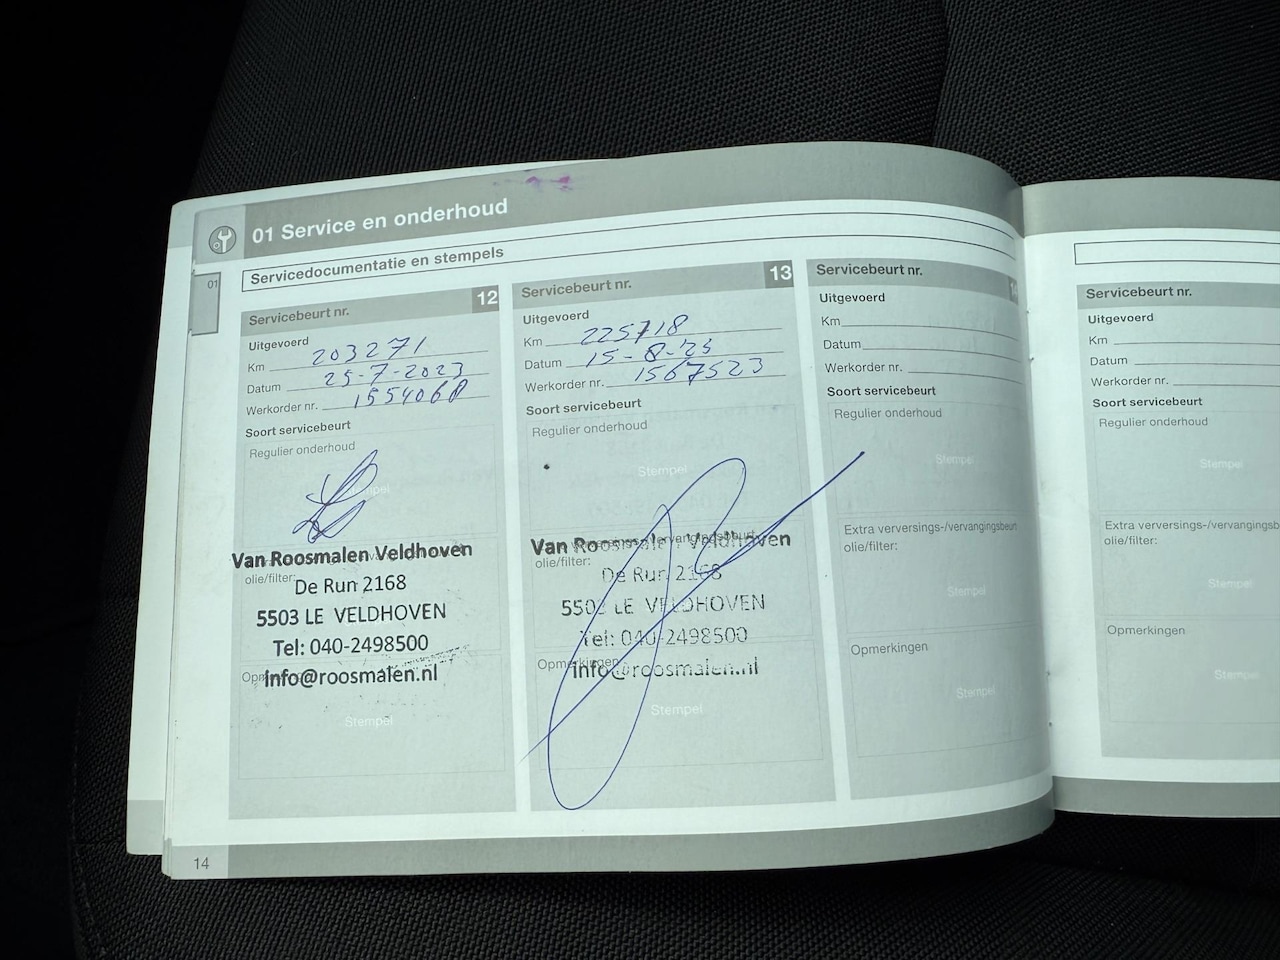 01 Service en onderhoud
01
Servicedocumentatie en stempels
Servicebeurt nr. 12
Uitgevoerd
Km 203271
Datum 25-7-2023
Werkorder nr. 1554068
Soort servicebeurt
Regulier onderhoud
Stempel
Van Roosmalen Veldhoven
olie/filter:
De Run 2168
5503 LE VELDHOVEN
Tel: 040-2498500
info@roosmalen.nl
Stempel
Servicebeurt nr. 13
Uitgevoerd
Km 225718
Datum 15-8-25
Werkorder nr. 1567523
Soort servicebeurt
Regulier onderhoud
Stempel
Van Roosmalen Veldhoven
olie/filter:
De Run 2168
5503 LE VELDHOVEN
Tel: 040-2498500
Opmerkingen
info@roosmalen.nl
Stempel
Servicebeurt nr.
Uitgevoerd
Km
Datum
Werkorder nr.
Soort servicebeurt
Regulier onderhoud
Stempel
Extra verversings-/vervangingsbeurt
olie/filter:
Stempel
Opmerkingen
Stempel
Servicebeurt nr.
Uitgevoerd
Km
Datum
Werkorder nr.
Soort servicebeurt
Regulier onderhoud
Stempel
Extra verversings-/vervangingsb
olie/filter:
Stempel
Opmerkingen
Stempel
14